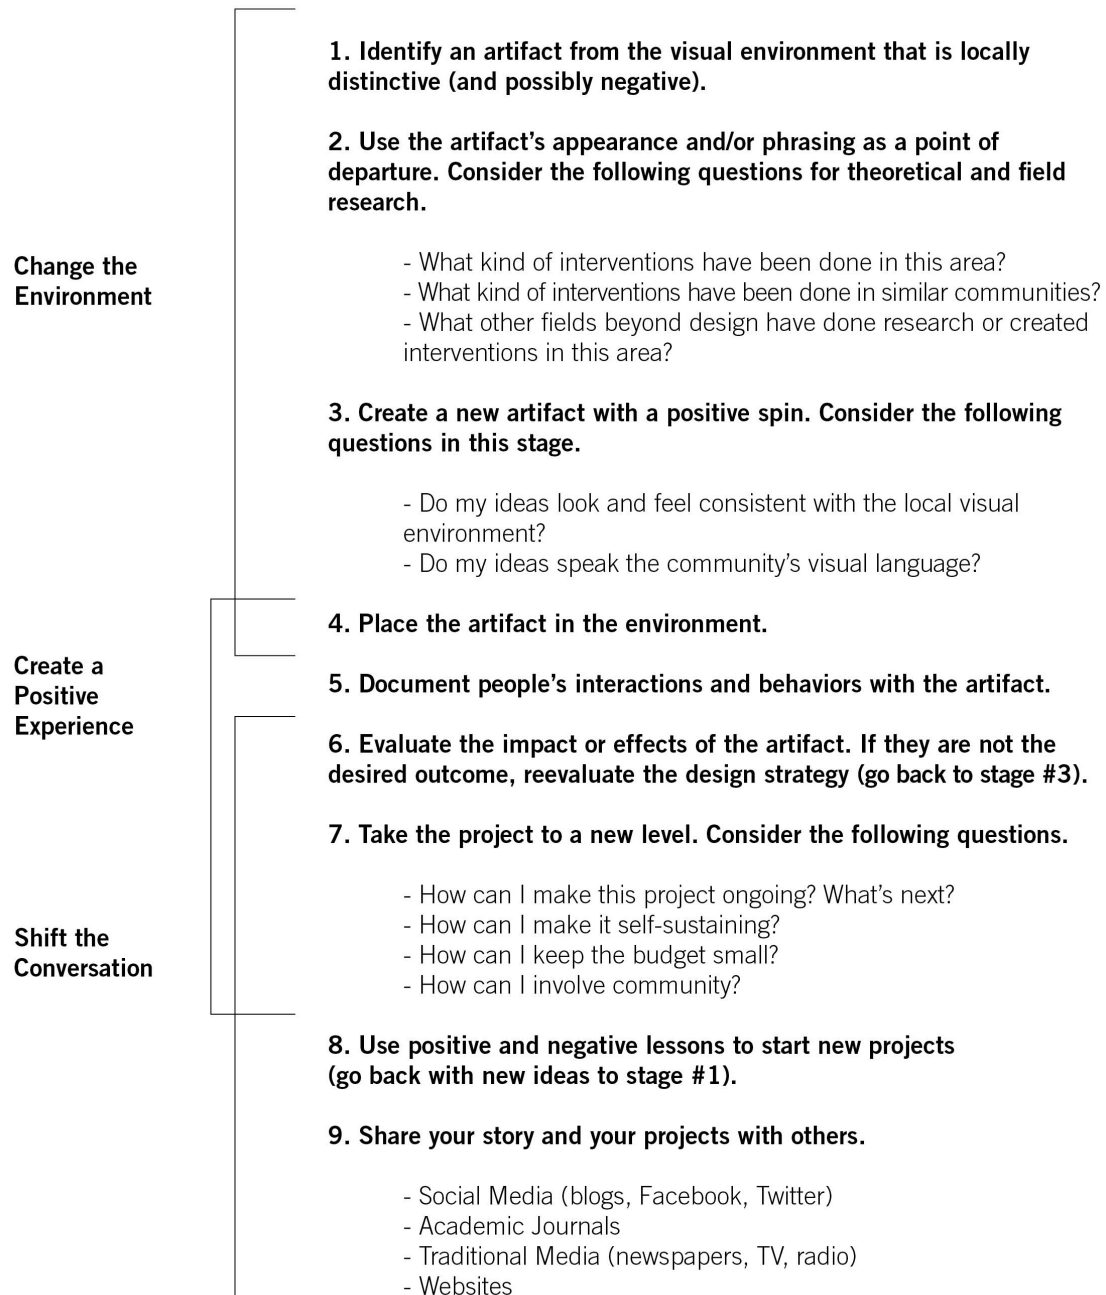 1. Identify an artifact from the visual environment that is locally
distinctive (and possibly negative).
2. Use the artifact’s appearance and/or phrasing as a point of
departure. Consider the following questions for theoretical and field
research.
Change the
Environment
- What kind of interventions have been done in this area?
- What kind of interventions have been done in similar communities?
- What other fields beyond design have done research or created
interventions in this area?
3. Create a new artifact with a positive spin. Consider the following
questions in this stage.
- Do my ideas look and feel consistent with the local visual
environment?
- Do my ideas speak the community’s visual language?
4. Place the artifact in the environment.
Create a
Positive
Experience
5. Document people’s interactions and behaviors with the artifact.
6. Evaluate the impact or effects of the artifact. If they are not the
desired outcome, reevaluate the design strategy (go back to stage #3).
7. Take the project to a new level. Consider the following questions.
- How can I make this project ongoing? What’s next?
- How can I make it self-sustaining?
- How can I keep the budget small?
- How can I involve community?
Shift the
Conversation
8. Use positive and negative lessons to start new projects
(go back with new ideas to stage #1).
9. Share your story and your projects with others.
- Social Media (blogs, Facebook, Twitter)
- Academic Journals
- Traditional Media (newspapers, TV, radio)
- Websites